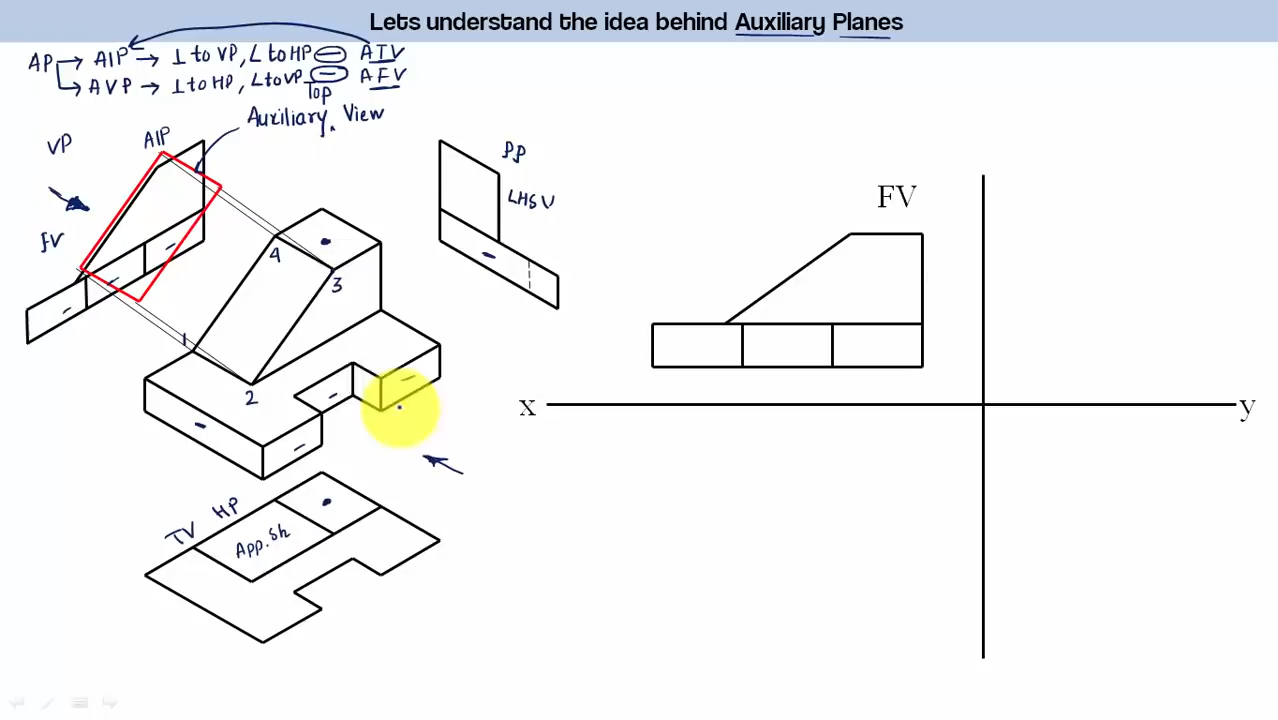 Lets understand the idea behind Auxiliary Planes
AP → AIP → ⊥ to VP, ∠ to HP ATV
AVP → ⊥ to HP, ∠ to VP AFV
Top
Auxiliary. View
VP
AIP
FV
PP
LHSV
4
3
1
2
TV HP
App. Sh
FV
x
y